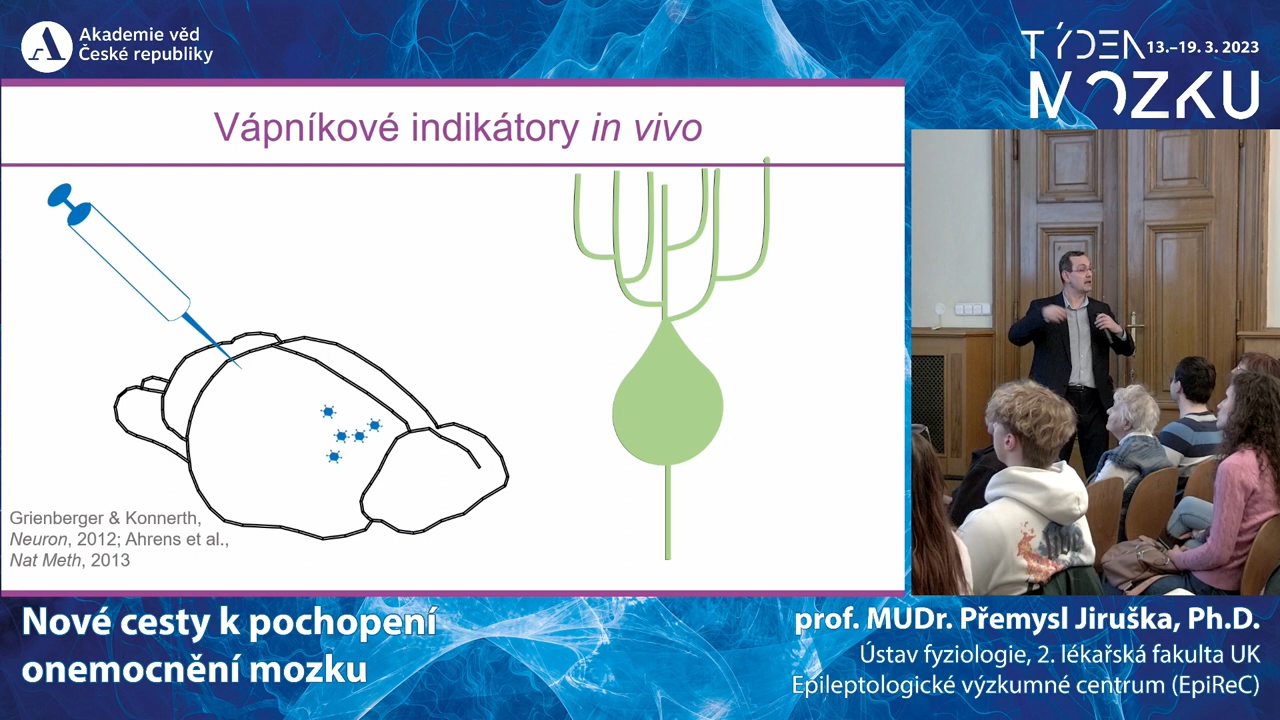 Akademie věd
České republiky
TÝDEN 13.–19. 3. 2023
MOZKU
Vápníkové indikátory in vivo
Grienberger & Konnerth,
Neuron, 2012; Ahrens et al.,
Nat Meth, 2013
Nové cesty k pochopení
onemocnění mozku
prof. MUDr. Přemysl Jiruška, Ph.D.
Ústav fyziologie, 2. lékařská fakulta UK
Epileptologické výzkumné centrum (EpiReC)